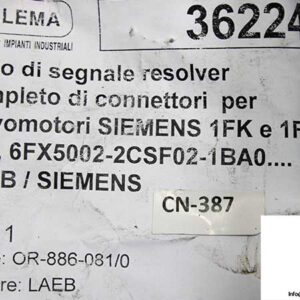 LEMA
IMPIANTI INDUSTRIALI
36224
o di segnale resolver
mpleto di connettori per
vomotori SIEMENS 1FK e 1F
, 6FX5002-2CSF02-1BA0....
B / SIEMENS
CN-387
1
: OR-886-081/0
re: LAEB